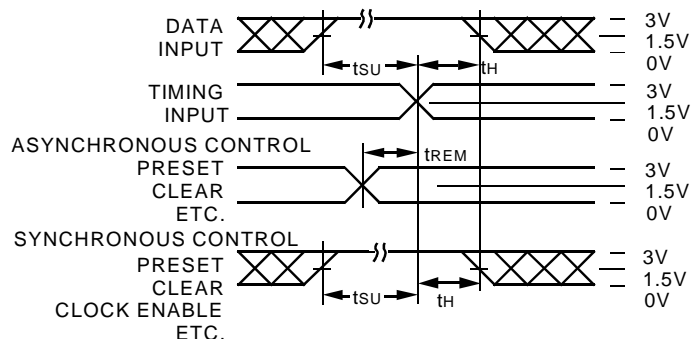 DATA
INPUT
tSU
tH
3V
1.5V
0V
TIMING
INPUT
3V
1.5V
0V
ASYNCHRONOUS CONTROL
PRESET
CLEAR
ETC.
tREM
3V
1.5V
0V
SYNCHRONOUS CONTROL
PRESET
CLEAR
CLOCK ENABLE
ETC.
tSU
tH
3V
1.5V
0V